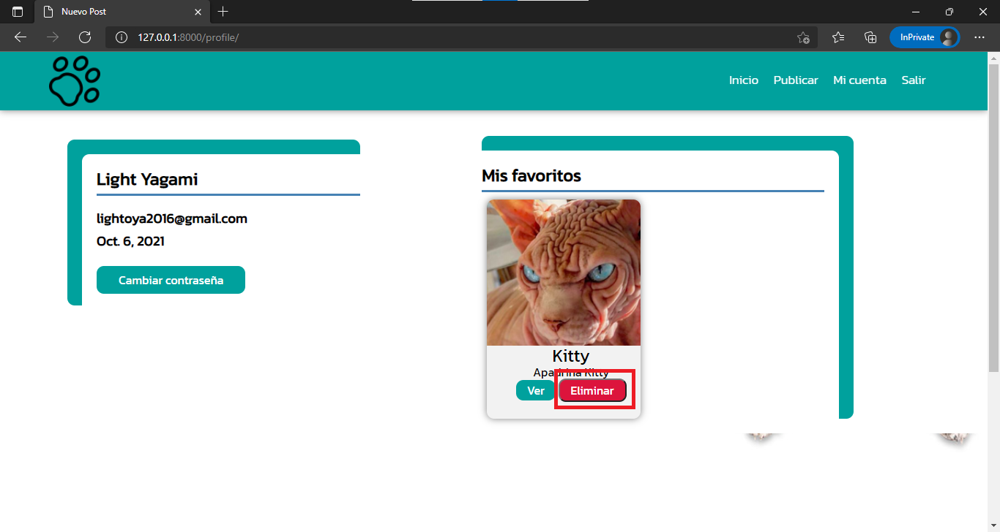 Nuevo Post
127.0.0.1:8000/profile/
InPrivate
Inicio Publicar Mi cuenta Salir
Light Yagami
lightoya2016@gmail.com
Oct. 6, 2021
Cambiar contraseña
Mis favoritos
Kitty
Apadrina Kitty
Ver Eliminar